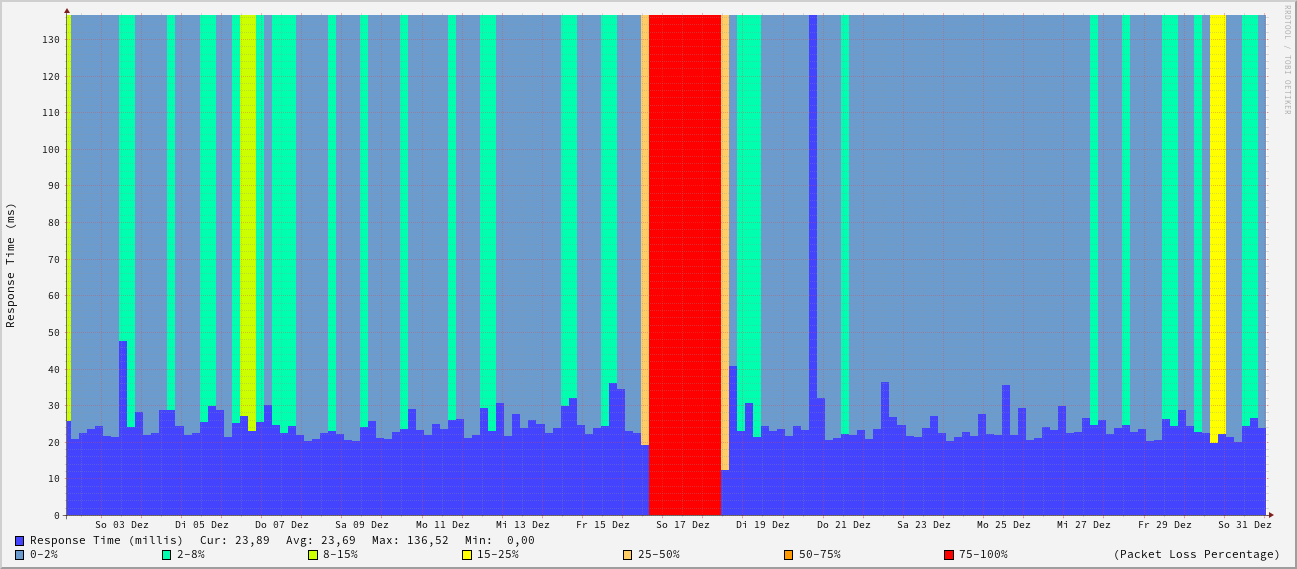 RRDTOOL / TOBI OETIKER
Response Time (ms)
130
120
110
100
90
80
70
60
50
40
30
20
10
0
So 03 Dez Di 05 Dez Do 07 Dez Sa 09 Dez Mo 11 Dez Mi 13 Dez Fr 15 Dez So 17 Dez Di 19 Dez Do 21 Dez Sa 23 Dez Mo 25 Dez Mi 27 Dez Fr 29 Dez So 31 Dez
Response Time (millis) Cur: 23,89 Avg: 23,69 Max: 136,52 Min: 0,00
0-2% 2-8% 8-15% 15-25% 25-50% 50-75% 75-100% (Packet Loss Percentage)